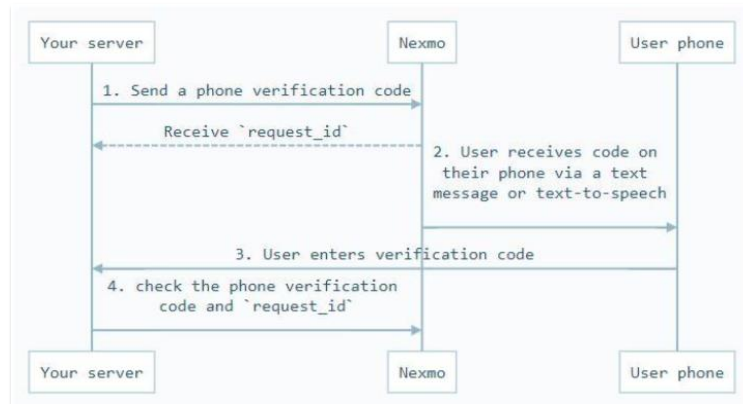 Your server
Nexmo
User phone
1. Send a phone verification code
Receive `request_id`
2. User receives code on
their phone via a text
message or text-to-speech
3. User enters verification code
4. check the phone verification
code and `request_id`
Your server
Nexmo
User phone